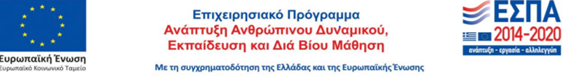 Ευρωπαϊκή Ένωση
Ευρωπαϊκό Κοινωνικό Ταμείο
Επιχειρησιακό Πρόγραμμα
Ανάπτυξη Ανθρώπινου Δυναμικού,
Εκπαίδευση και Διά Βίου Μάθηση
Με τη συγχρηματοδότηση της Ελλάδας και της Ευρωπαϊκής Ένωσης
ΕΣΠΑ
2014-2020
ανάπτυξη - εργασία - αλληλεγγύη